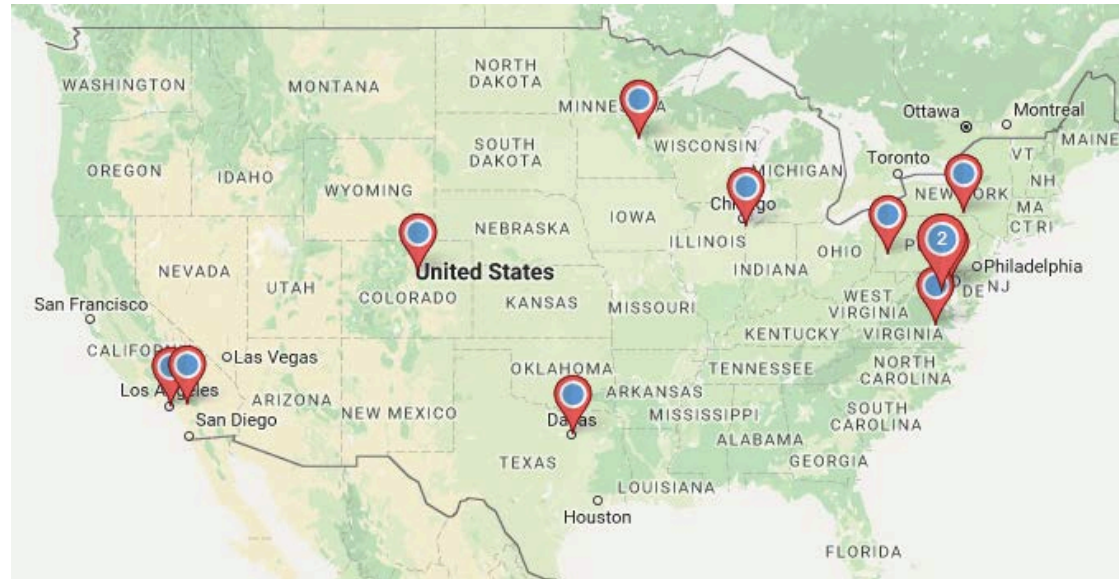 WASHINGTON
MONTANA
NORTH
DAKOTA
MINNESOTA
Ottawa
Montreal
MAINE
OREGON
IDAHO
SOUTH
DAKOTA
WISCONSIN
MICHIGAN
Toronto
VT
NH
NEW YORK
MA
CT RI
WYOMING
IOWA
Chicago
NEBRASKA
ILLINOIS
INDIANA
OHIO
2
Philadelphia
DE
NJ
NEVADA
UTAH
United States
COLORADO
KANSAS
MISSOURI
WEST
VIRGINIA
KENTUCKY
VIRGINIA
San Francisco
CALIFORNIA
Las Vegas
Los Angeles
San Diego
ARIZONA
NEW MEXICO
OKLAHOMA
ARKANSAS
TENNESSEE
NORTH
CAROLINA
MISSISSIPPI
SOUTH
CAROLINA
Dallas
TEXAS
ALABAMA
GEORGIA
LOUISIANA
Houston
FLORIDA